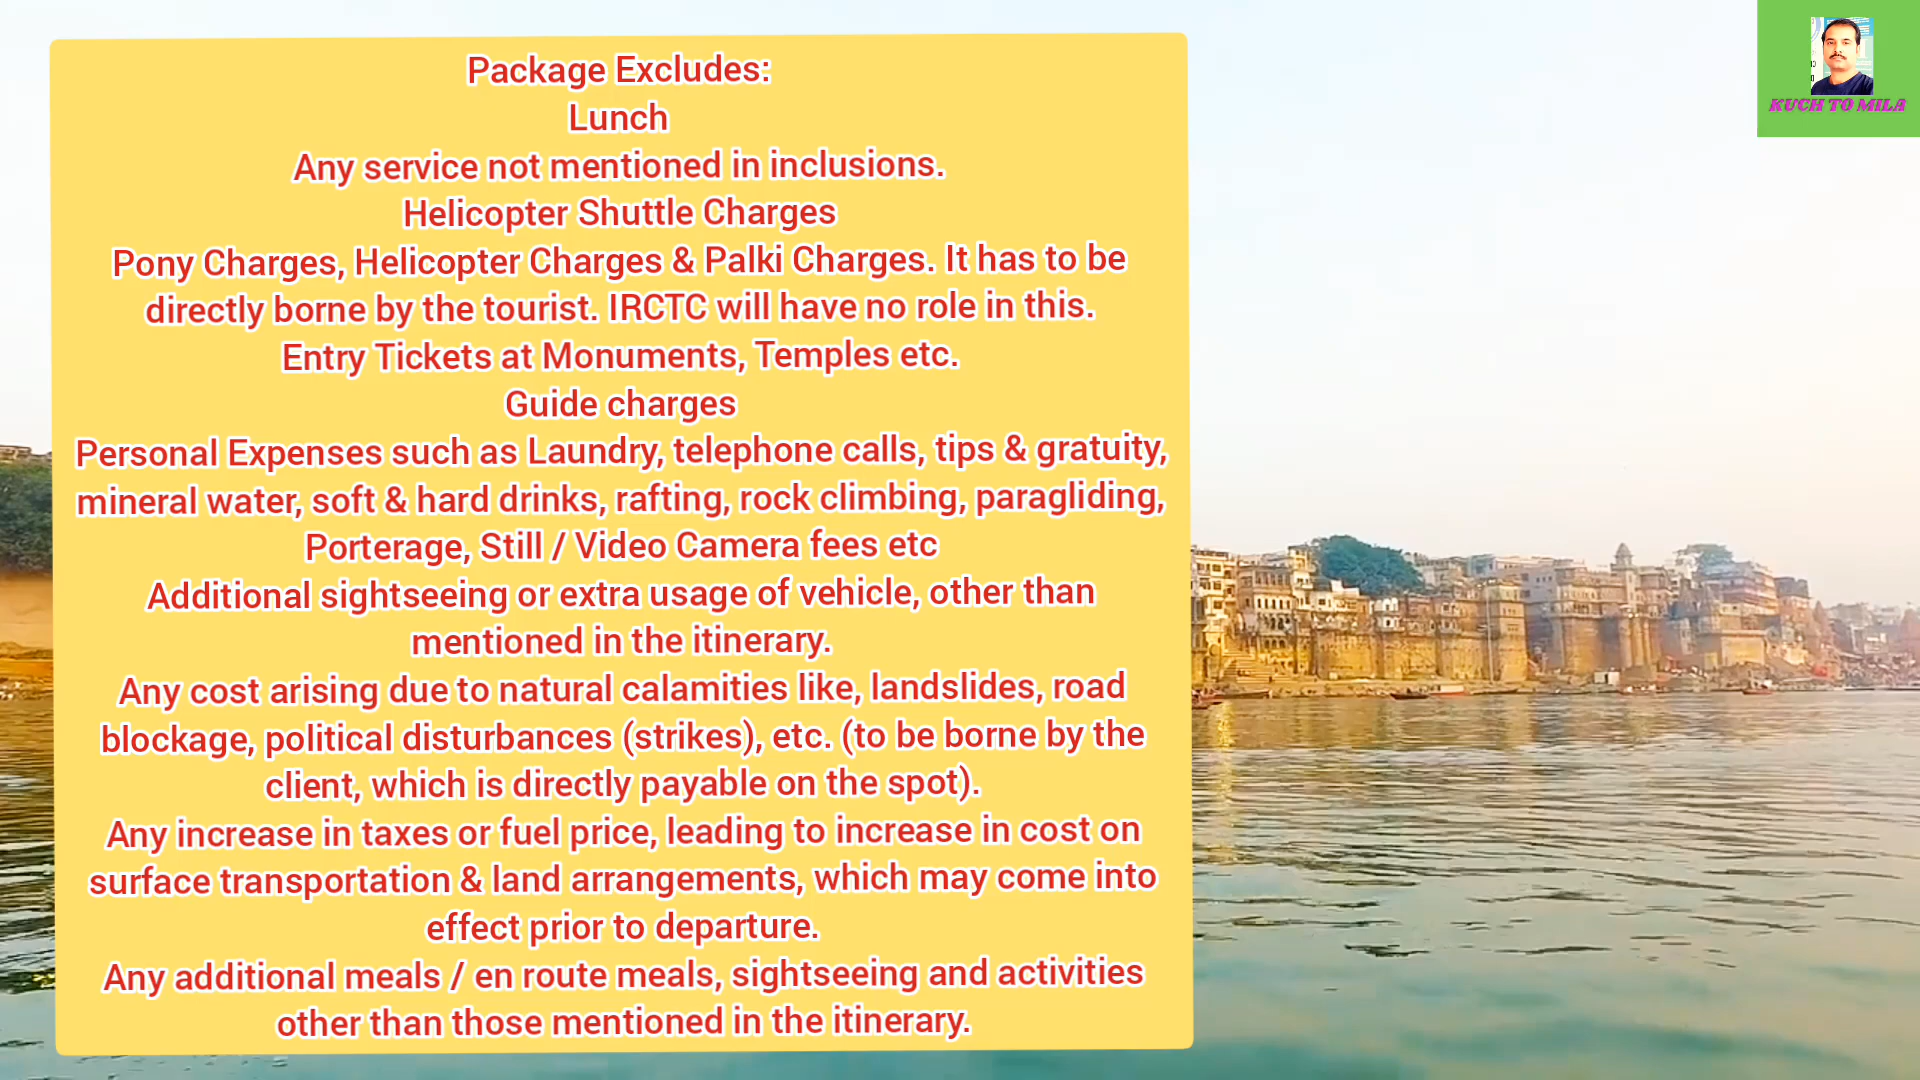 Package Excludes:
Lunch
Any service not mentioned in inclusions.
Helicopter Shuttle Charges
Pony Charges, Helicopter Charges & Palki Charges. It has to be
directly borne by the tourist. IRCTC will have no role in this.
Entry Tickets at Monuments, Temples etc.
Guide charges
Personal Expenses such as Laundry, telephone calls, tips & gratuity,
mineral water, soft & hard drinks, rafting, rock climbing, paragliding,
Porterage, Still / Video Camera fees etc
Additional sightseeing or extra usage of vehicle, other than
mentioned in the itinerary.
Any cost arising due to natural calamities like, landslides, road
blockage, political disturbances (strikes), etc. (to be borne by the
client, which is directly payable on the spot).
Any increase in taxes or fuel price, leading to increase in cost on
surface transportation & land arrangements, which may come into
effect prior to departure.
Any additional meals / en route meals, sightseeing and activities
other than those mentioned in the itinerary.
KUCH TO MILA